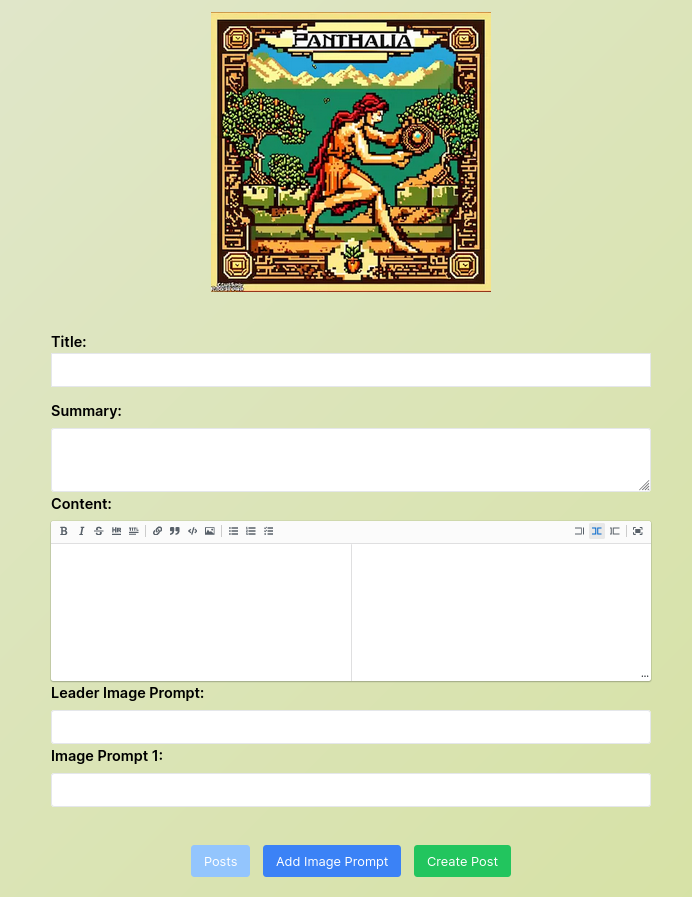 PANTHALIA
Title:
Summary:
Content:
Leader Image Prompt:
Image Prompt 1:
Posts
Add Image Prompt
Create Post